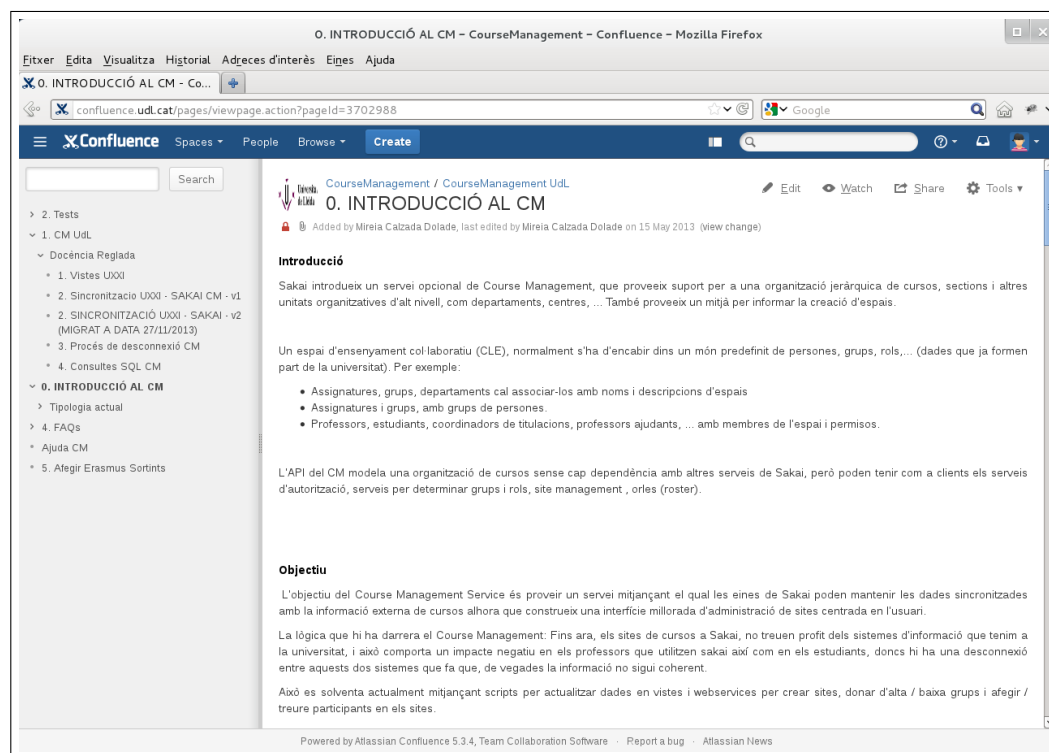 0. INTRODUCCIÓ AL CM – CourseManagement – Confluence – Mozilla Firefox
Fitxer Edita Visualitza Historial Adreces d'interès Eines Ajuda
0. INTRODUCCIÓ AL CM - Co...
confluence.udl.cat/pages/viewpage.action?pageId=3702988
Google
Confluence Spaces People Browse Create
Search
> 2. Tests
1. CM UdL
Docéncia Reglada
1. Vistes UXXI
2. Sincronitzacio UXXI - SAKAI CM - v1
2. SINCRONITZACIÓ UXXI - SAKAI - v2
(MIGRAT A DATA 27/11/2013)
3. Procés de desconnexió CM
4. Consultes SQL CM
0. INTRODUCCIÓ AL CM
> Tipologia actual
> 4. FAQs
Ajuda CM
5. Afegir Erasmus Sortints
Universitat de Lleida
CourseManagement / CourseManagement UdL
0. INTRODUCCIÓ AL CM
Edit Watch Share Tools
Added by Mireia Calzada Dolade, last edited by Mireia Calzada Dolade on 15 May 2013 (view change)
Introducció
Sakai introdueix un servei opcional de Course Management, que proveeix suport per a una organització jeràrquica de cursos, sections i altres
unitats organitzatives d'alt nivell, com departaments, centres, ... També proveeix un mitjà per informar la creació d'espais.
Un espai d'ensenyament col·laboratiu (CLE), normalment s'ha d'encabir dins un món predefinit de persones, grups, rols,... (dades que ja formen
part de la universitat). Per exemple:
• Assignatures, grups, departaments cal associar-los amb noms i descripcions d'espais
• Assignatures i grups, amb grups de persones.
• Professors, estudiants, coordinadors de titulacions, professors ajudants, ... amb membres de l'espai i permisos.
L'API del CM modela una organització de cursos sense cap dependència amb altres serveis de Sakai, però poden tenir com a clients els serveis
d'autorització, serveis per determinar grups i rols, site management , orles (roster).
Objectiu
L'objectiu del Course Management Service és proveir un servei mitjançant el qual les eines de Sakai poden mantenir les dades sincronitzades
amb la informació externa de cursos alhora que construeix una interfície millorada d'administració de sites centrada en l'usuari.
La lògica que hi ha darrera el Course Management: Fins ara, els sites de cursos a Sakai, no treuen profit dels sistemes d'informació que tenim a
la universitat, i això comporta un impacte negatiu en els professors que utilitzen sakai així com en els estudiants, doncs hi ha una desconnexió
entre aquests dos sistemes que fa que, de vegades la informació no sigui coherent.
Això es solventa actualment mitjançant scripts per actualitzar dades en vistes i webservices per crear sites, donar d'alta / baixa grups i afegir /
treure participants en els sites.
Powered by Atlassian Confluence 5.3.4, Team Collaboration Software · Report a bug · Atlassian News